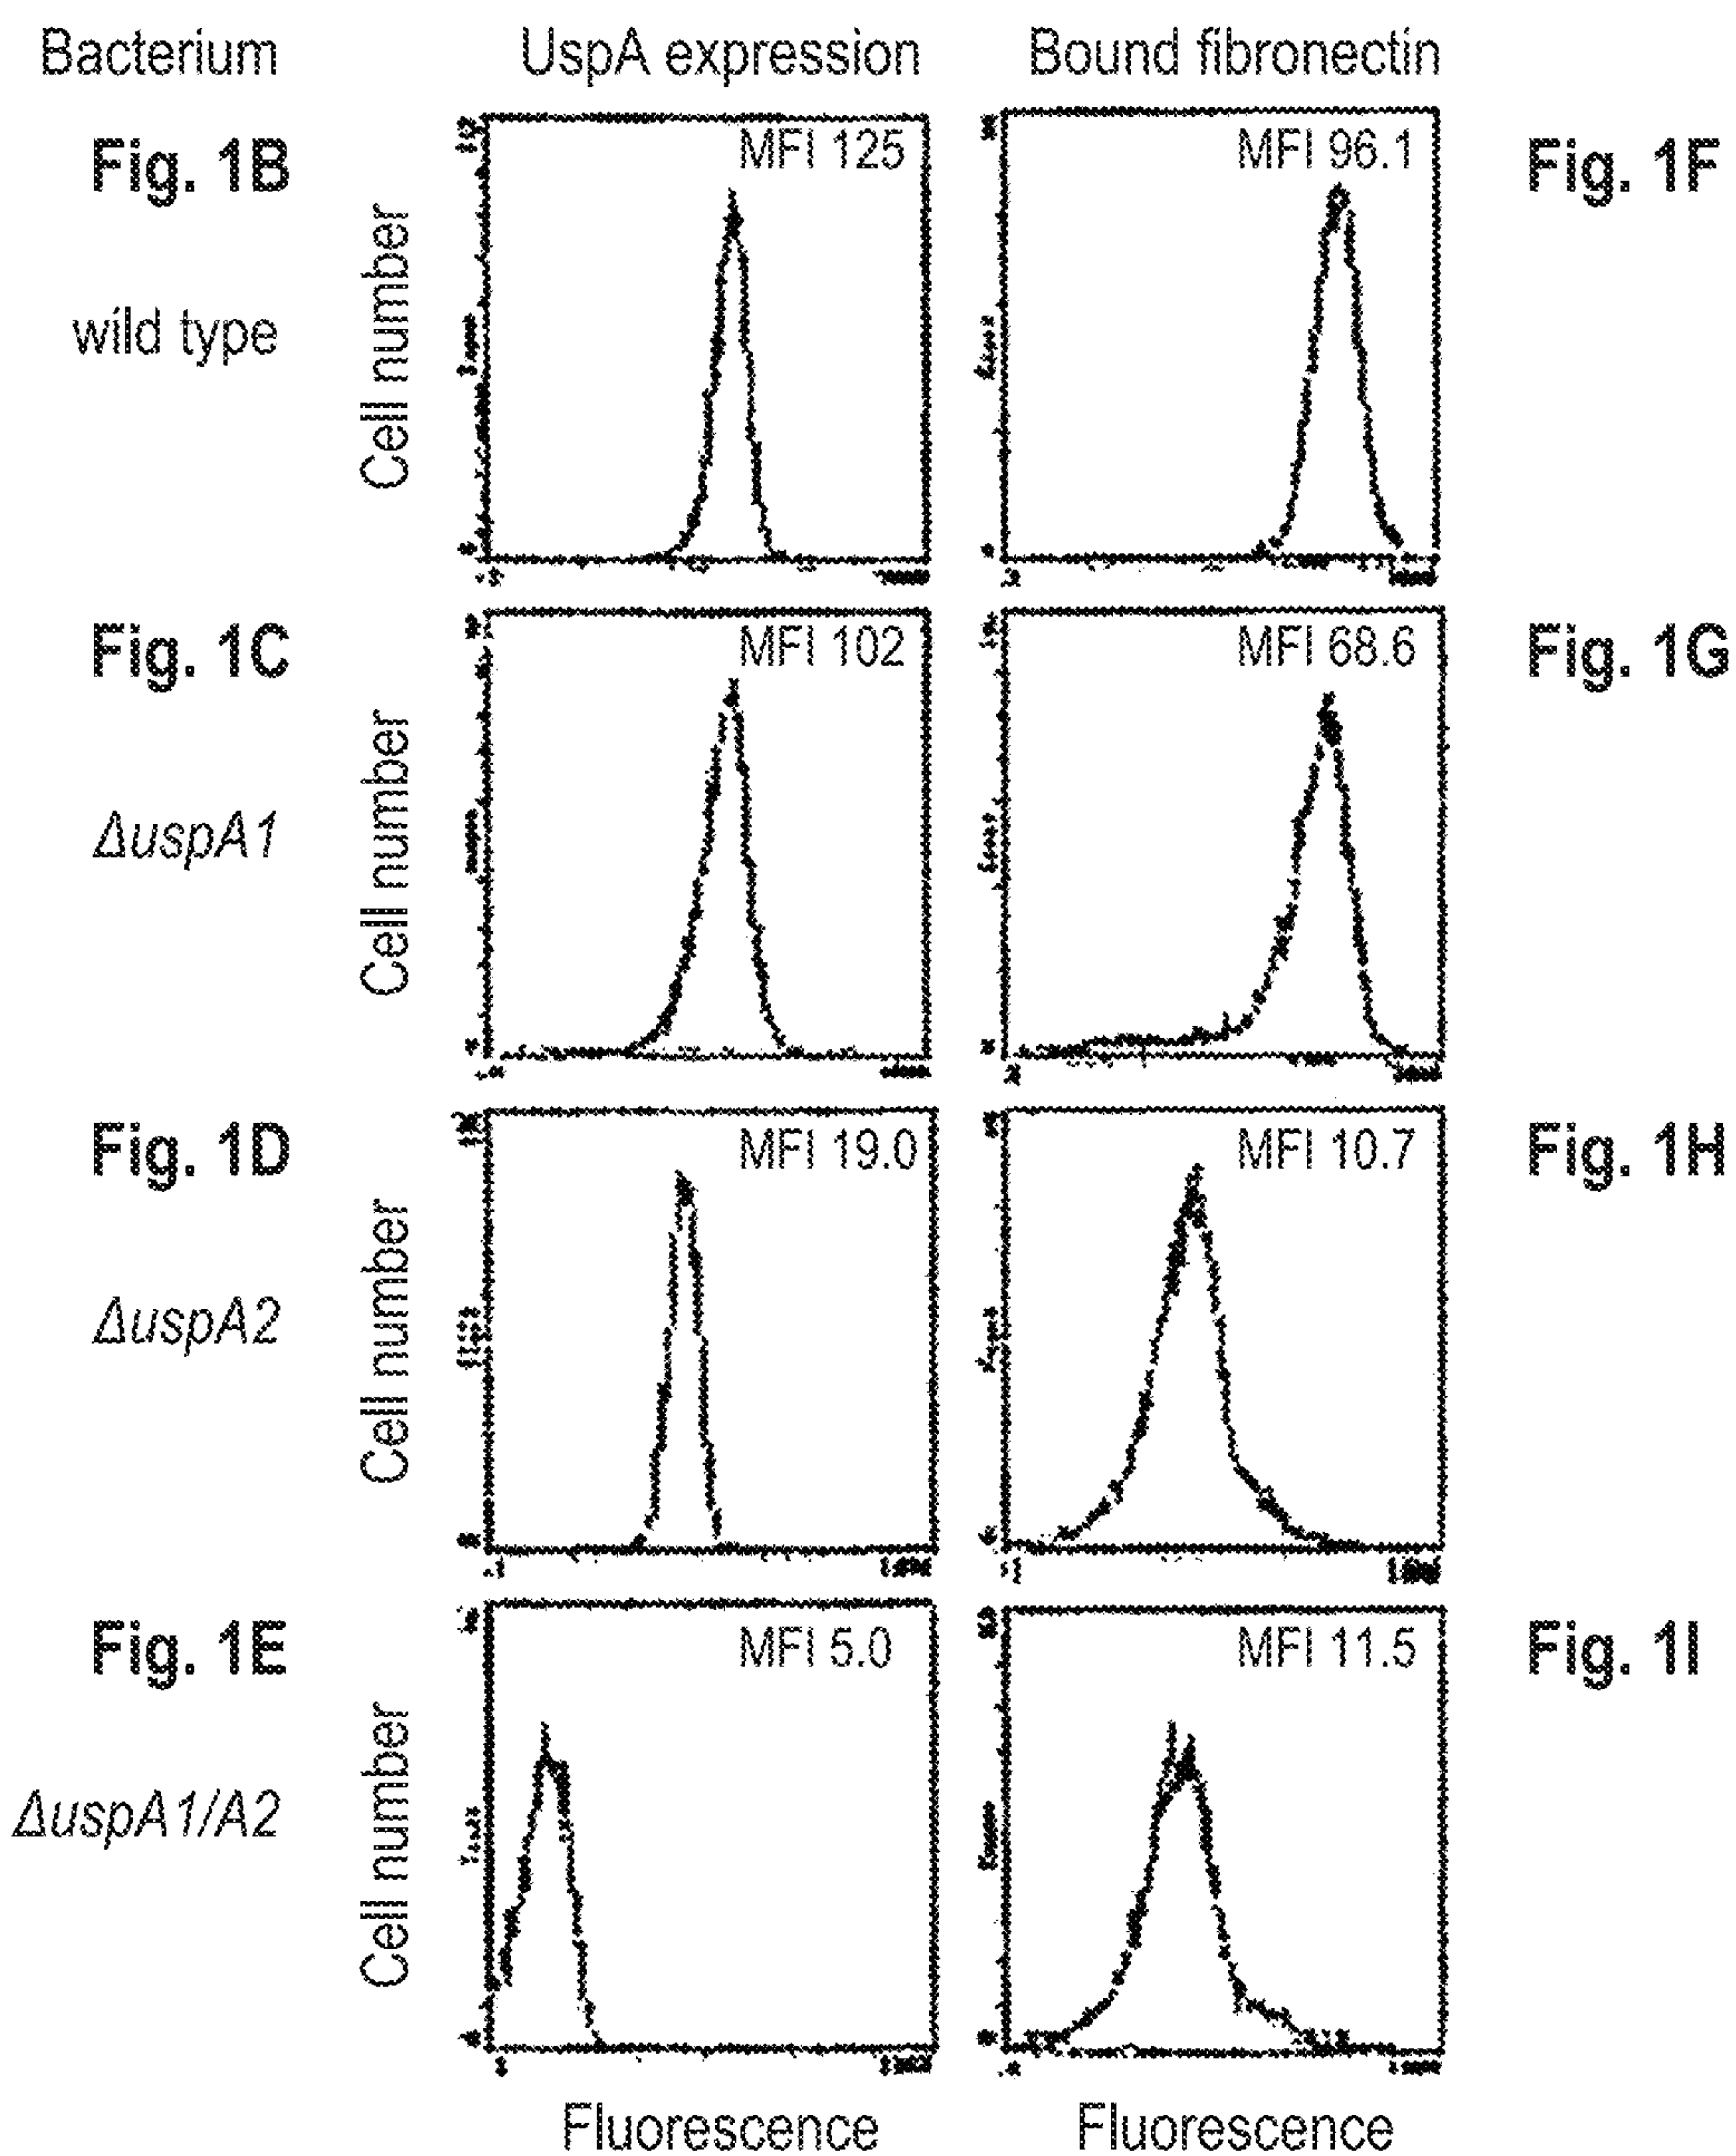 Bacterium UspA expression Bound fibronectin
Fig. 1B MFI 125 MFI 96.1 Fig. 1F
wild type Cell number
Fig. 1C MFI 102 MFI 68.6 Fig. 1G
ΔuspA1 Cell number
Fig. 1D MFI 19.0 MFI 10.7 Fig. 1H
ΔuspA2 Cell number
Fig. 1E MFI 5.0 MFI 11.5 Fig. 1I
ΔuspA1/A2 Cell number
Fluorescence Fluorescence